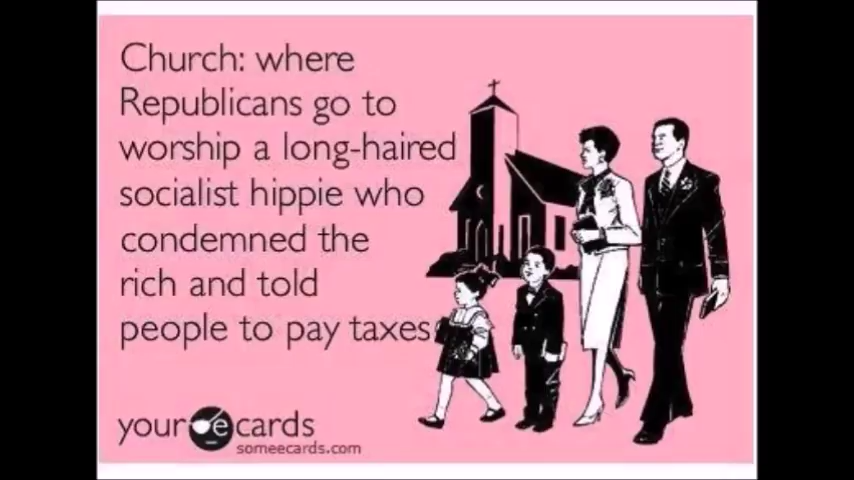 Church: where
Republicans go to
worship a long-haired
socialist hippie who
condemned the
rich and told
people to pay taxes
your e cards
someecards.com